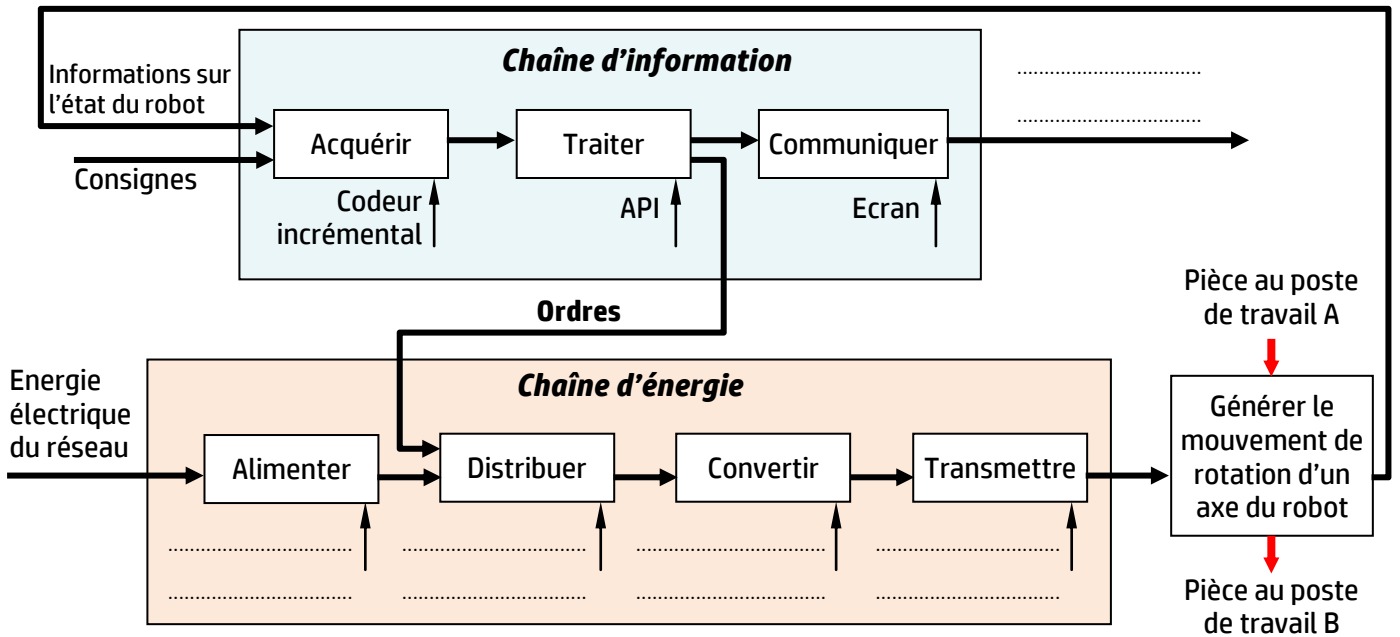 Chaîne d'information
Informations sur
l'état du robot
..............................
..............................
Acquérir
Traiter
Communiquer
Consignes
Codeur
incrémental
API
Ecran
Ordres
Pièce au poste
de travail A
Energie
électrique
du réseau
Chaîne d'énergie
Alimenter
Distribuer
Convertir
Transmettre
Générer le
mouvement de
rotation d'un
axe du robot
..............................
..............................
..............................
..............................
..............................
..............................
..............................
..............................
Pièce au poste
de travail B